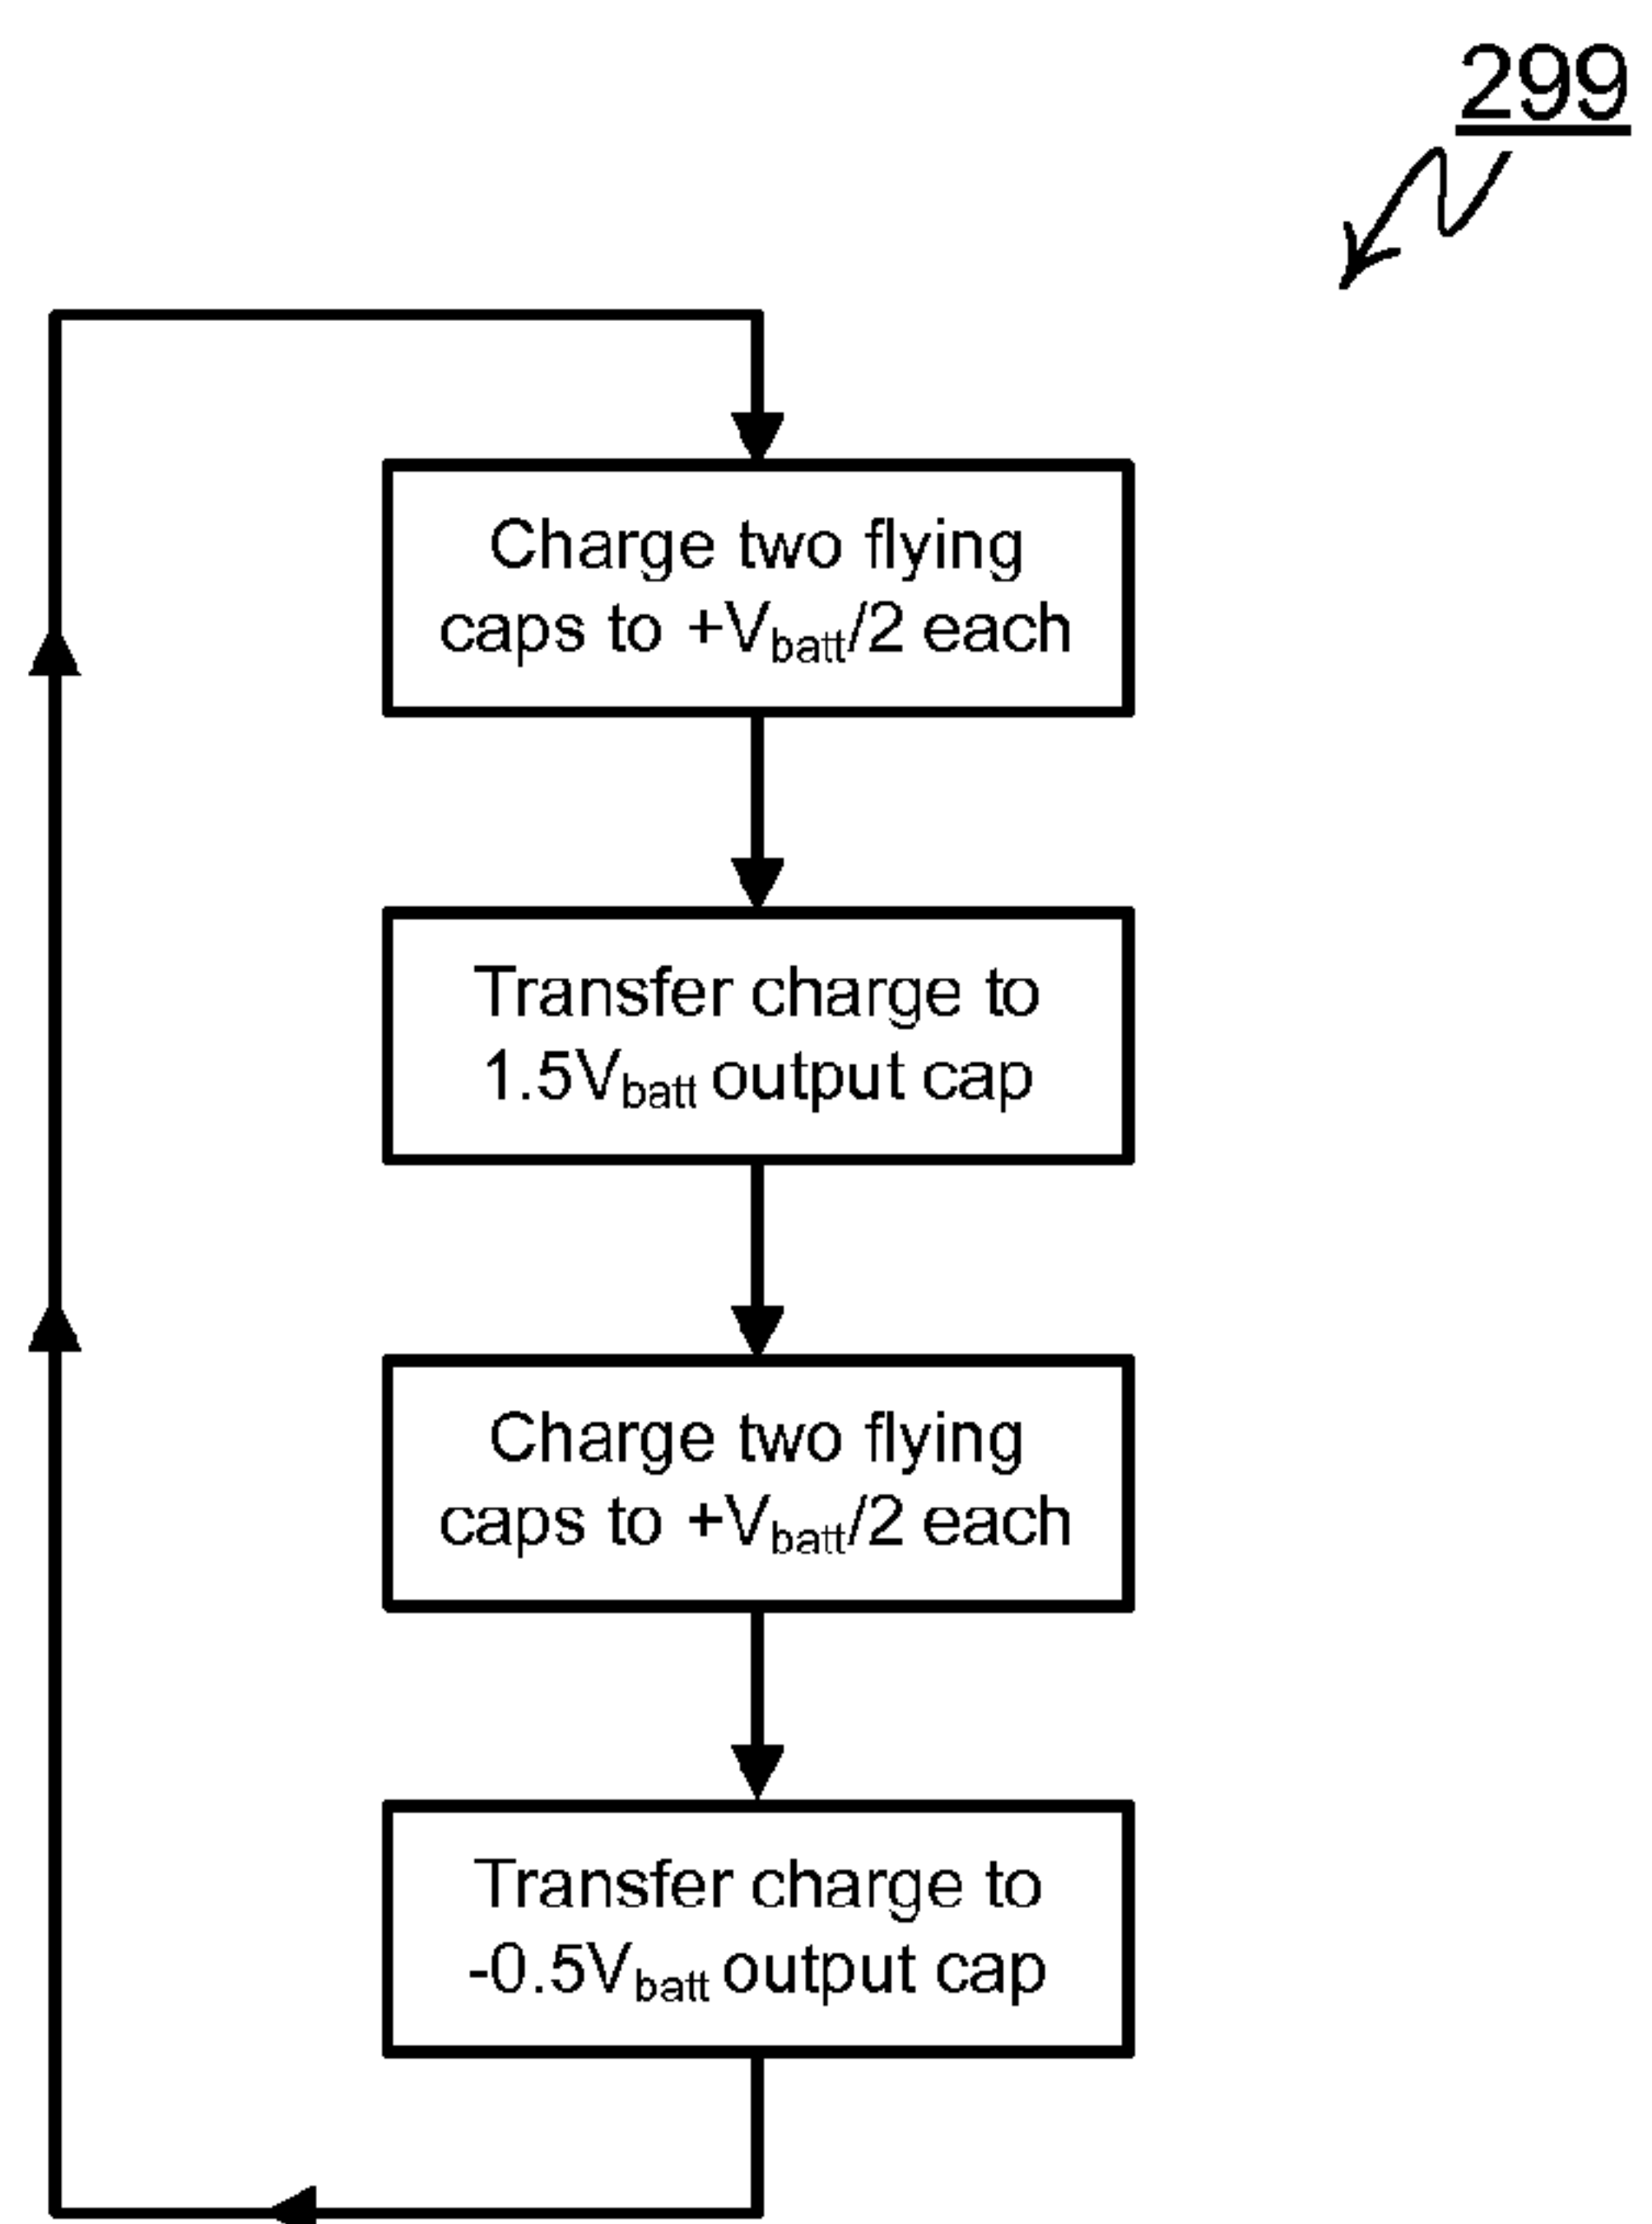 299
Charge two flying
caps to +Vbatt/2 each
Transfer charge to
1.5Vbatt output cap
Charge two flying
caps to +Vbatt/2 each
Transfer charge to
-0.5Vbatt output cap